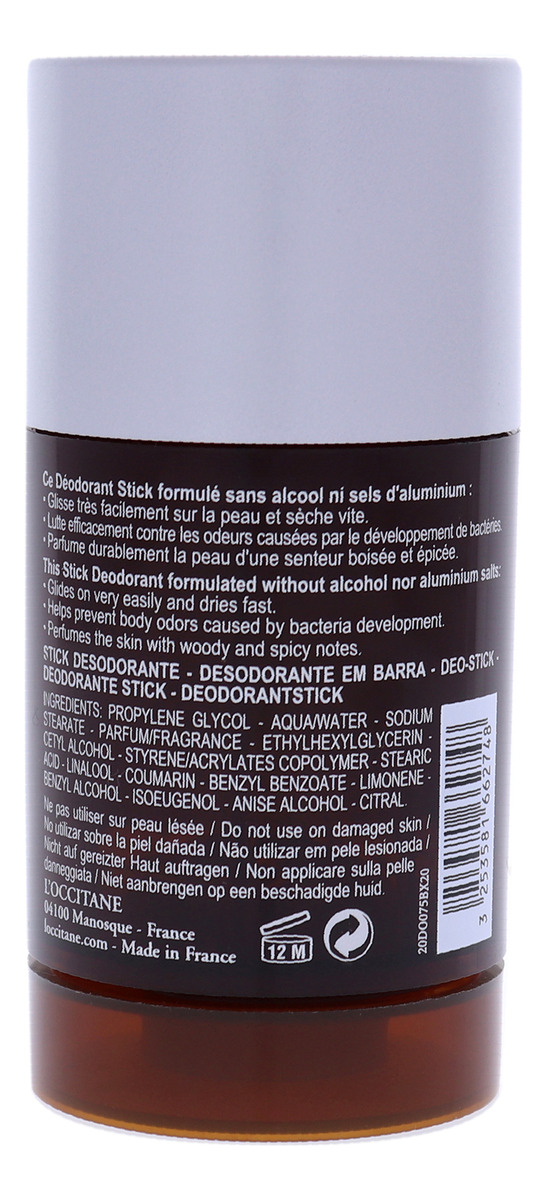 Ce Déodorant Stick formulé sans alcool ni sels d'aluminium :
• Glisse très facilement sur la peau et sèche vite.
• Lutte efficacement contre les odeurs causées par le développement de bactéries.
• Parfume durablement la peau d'une senteur boisée et épicée.
This Stick Deodorant formulated without alcohol nor aluminium salts:
• Glides on very easily and dries fast.
• Helps prevent body odors caused by bacteria development.
• Perfumes the skin with woody and spicy notes.
STICK DESODORANTE - DESODORANTE EM BARRA - DEO-STICK -
DEODORANTE STICK - DEODORANTSTICK
INGREDIENTS: PROPYLENE GLYCOL - AQUA/WATER - SODIUM
STEARATE - PARFUM/FRAGRANCE - ETHYLHEXYLGLYCERIN -
CETYL ALCOHOL - STYRENE/ACRYLATES COPOLYMER - STEARIC
ACID - LINALOOL - COUMARIN - BENZYL BENZOATE - LIMONENE -
BENZYL ALCOHOL - ISOEUGENOL - ANISE ALCOHOL - CITRAL.
Ne pas utiliser sur peau lésée / Do not use on damaged skin /
No utilizar sobre la piel dañada / Não utilizar em pele lesionada /
Nicht auf gereizter Haut auftragen / Non applicare sulla pelle
danneggiata / Niet aanbrengen op een beschadigde huid.
L'OCCITANE
04100 Manosque - France
loccitane.com - Made in France
12 M
20DO075BX20
3 253581 662748